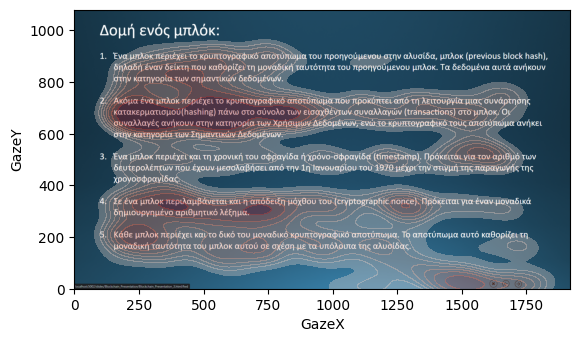 Δομή ενός μπλόκ:
1. Ένα μπλοκ περιέχει το κρυπτογραφικό αποτύπωμα του προηγούμενου στην αλυσίδα, μπλοκ (previous block hash),
δηλαδή έναν δείκτη που καθορίζει τη μοναδική ταυτότητα του προηγούμενου μπλοκ. Τα δεδομένα αυτά ανήκουν
στην κατηγορία των σημαντικών δεδομένων.
2. Ακόμα ένα μπλοκ περιέχει το κρυπτογραφικό αποτύπωμα που προκύπτει από τη λειτουργία μιας συνάρτησης
κατακερματισμού(hashing) πάνω στο σύνολο των εισαχθέντων συναλλαγών (transactions) στο μπλοκ. Οι
συναλλαγές ανήκουν στην κατηγορία των Χρήσιμων Δεδομένων, ενώ το κρυπτογραφικό τους αποτύπωμα ανήκει
στην κατηγορία των Σημαντικών Δεδομένων.
3. Ένα μπλοκ περιέχει και τη χρονική του σφραγίδα ή χρόνο-σφραγίδα (timestamp). Πρόκειται για αριθμό των
δευτερολέπτων που έχουν μεσολαβήσει από την 1η Ιανουαρίου του 1970 μέχρι την στιγμή της παραγωγής της
χρονοσφραγίδας.
4. Σε ένα μπλοκ περιλαμβάνεται και η απόδειξη μόχθου του (cryptographic nonce). Πρόκειται για έναν μοναδικά
δημιουργημένο αριθμητικό λέξημα.
5. Κάθε μπλοκ περιέχει και το δικό του μοναδικό κρυπτογραφικό αποτύπωμα. Το αποτύπωμα αυτό καθορίζει τη
μοναδική ταυτότητα του μπλοκ αυτού σε σχέση με τα υπόλοιπα της αλυσίδας.
GazeY
1000
800
600
400
200
0
0 250 500 750 1000 1250 1500 1750
GazeX